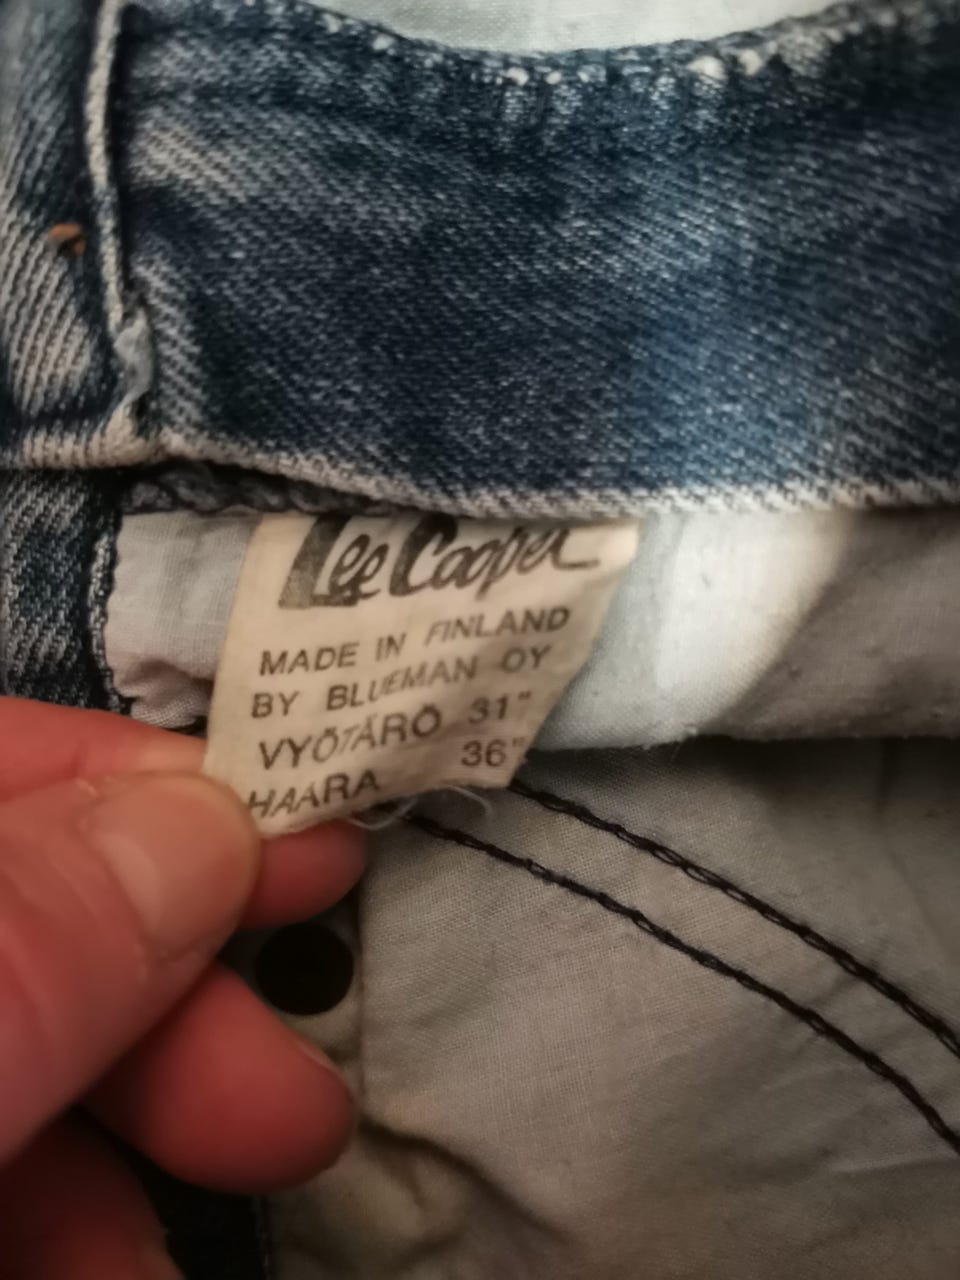 Lee Cooper
MADE IN FINLAND
BY BLUEMAN OY
VYÖTÄRÖ 31"
HAARA 36"